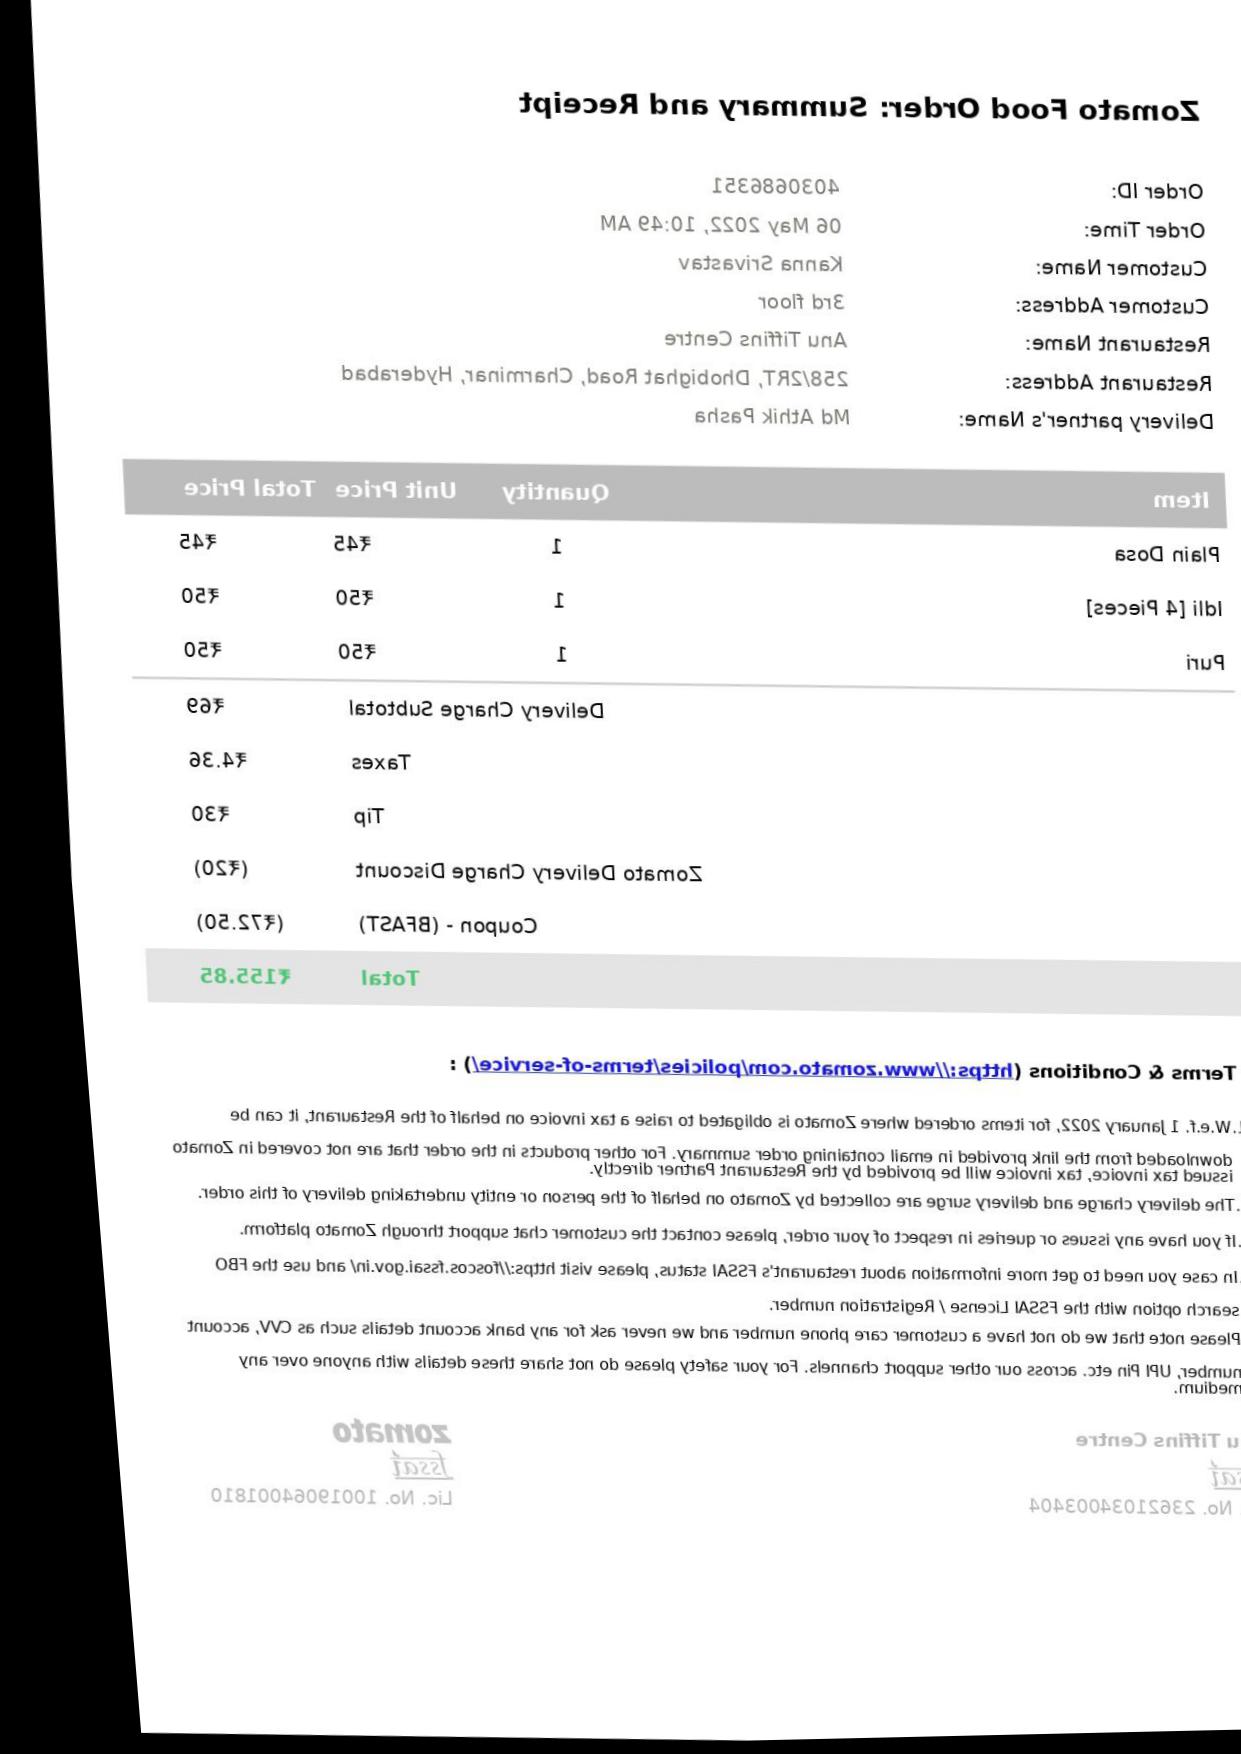 Zomato Food Order: Summary and Receipt
Order ID: 4030686351
Order Time: 06 May 2022, 10:49 AM
Customer Name: Kanna Srivastav
Customer Address: 3rd floor
Restaurant Name: Anu Tiffins Centre
Restaurant Address: 258/2RT, Dhobighat Road, Charminar, Hyderabad
Delivery partner's Name: Md Athik Pasha
Item Quantity Unit Price Total Price
Plain Dosa 1 ₹45 ₹45
Idli [4 Pieces] 1 ₹50 ₹50
Puri 1 ₹50 ₹50
Delivery Charge Subtotal ₹69
Taxes ₹4.36
Tip ₹30
Zomato Delivery Charge Discount (₹20)
Coupon - (BFAST) (₹72.50)
Total ₹155.85
Terms & Conditions (https://www.zomato.com/policies/terms-of-service/) :
1.W.e.f. 1 January 2022, for items ordered where Zomato is obligated to raise a tax invoice on behalf of the Restaurant, it can be
downloaded from the link provided in email containing order summary. For other products in the order that are not covered in Zomato
issued tax invoice, tax invoice will be provided by the Restaurant Partner directly.
.The delivery charge and delivery surge are collected by Zomato on behalf of the person or entity undertaking delivery of this order.
.If you have any issues or queries in respect of your order, please contact the customer chat support through Zomato platform.
.In case you need to get more information about restaurant's FSSAI status, please visit https://foscos.fssai.gov.in/ and use the FBO
search option with the FSSAI License / Registration number.
Please note that we do not have a customer care phone number and we never ask for any bank account details such as CVV, account
number, UPI Pin etc. across our other support channels. For your safety please do not share these details with anyone over any
medium.
u Tiffins Centre zomato
fssai
No. 23621034003404 Lic. No. 10019064001810